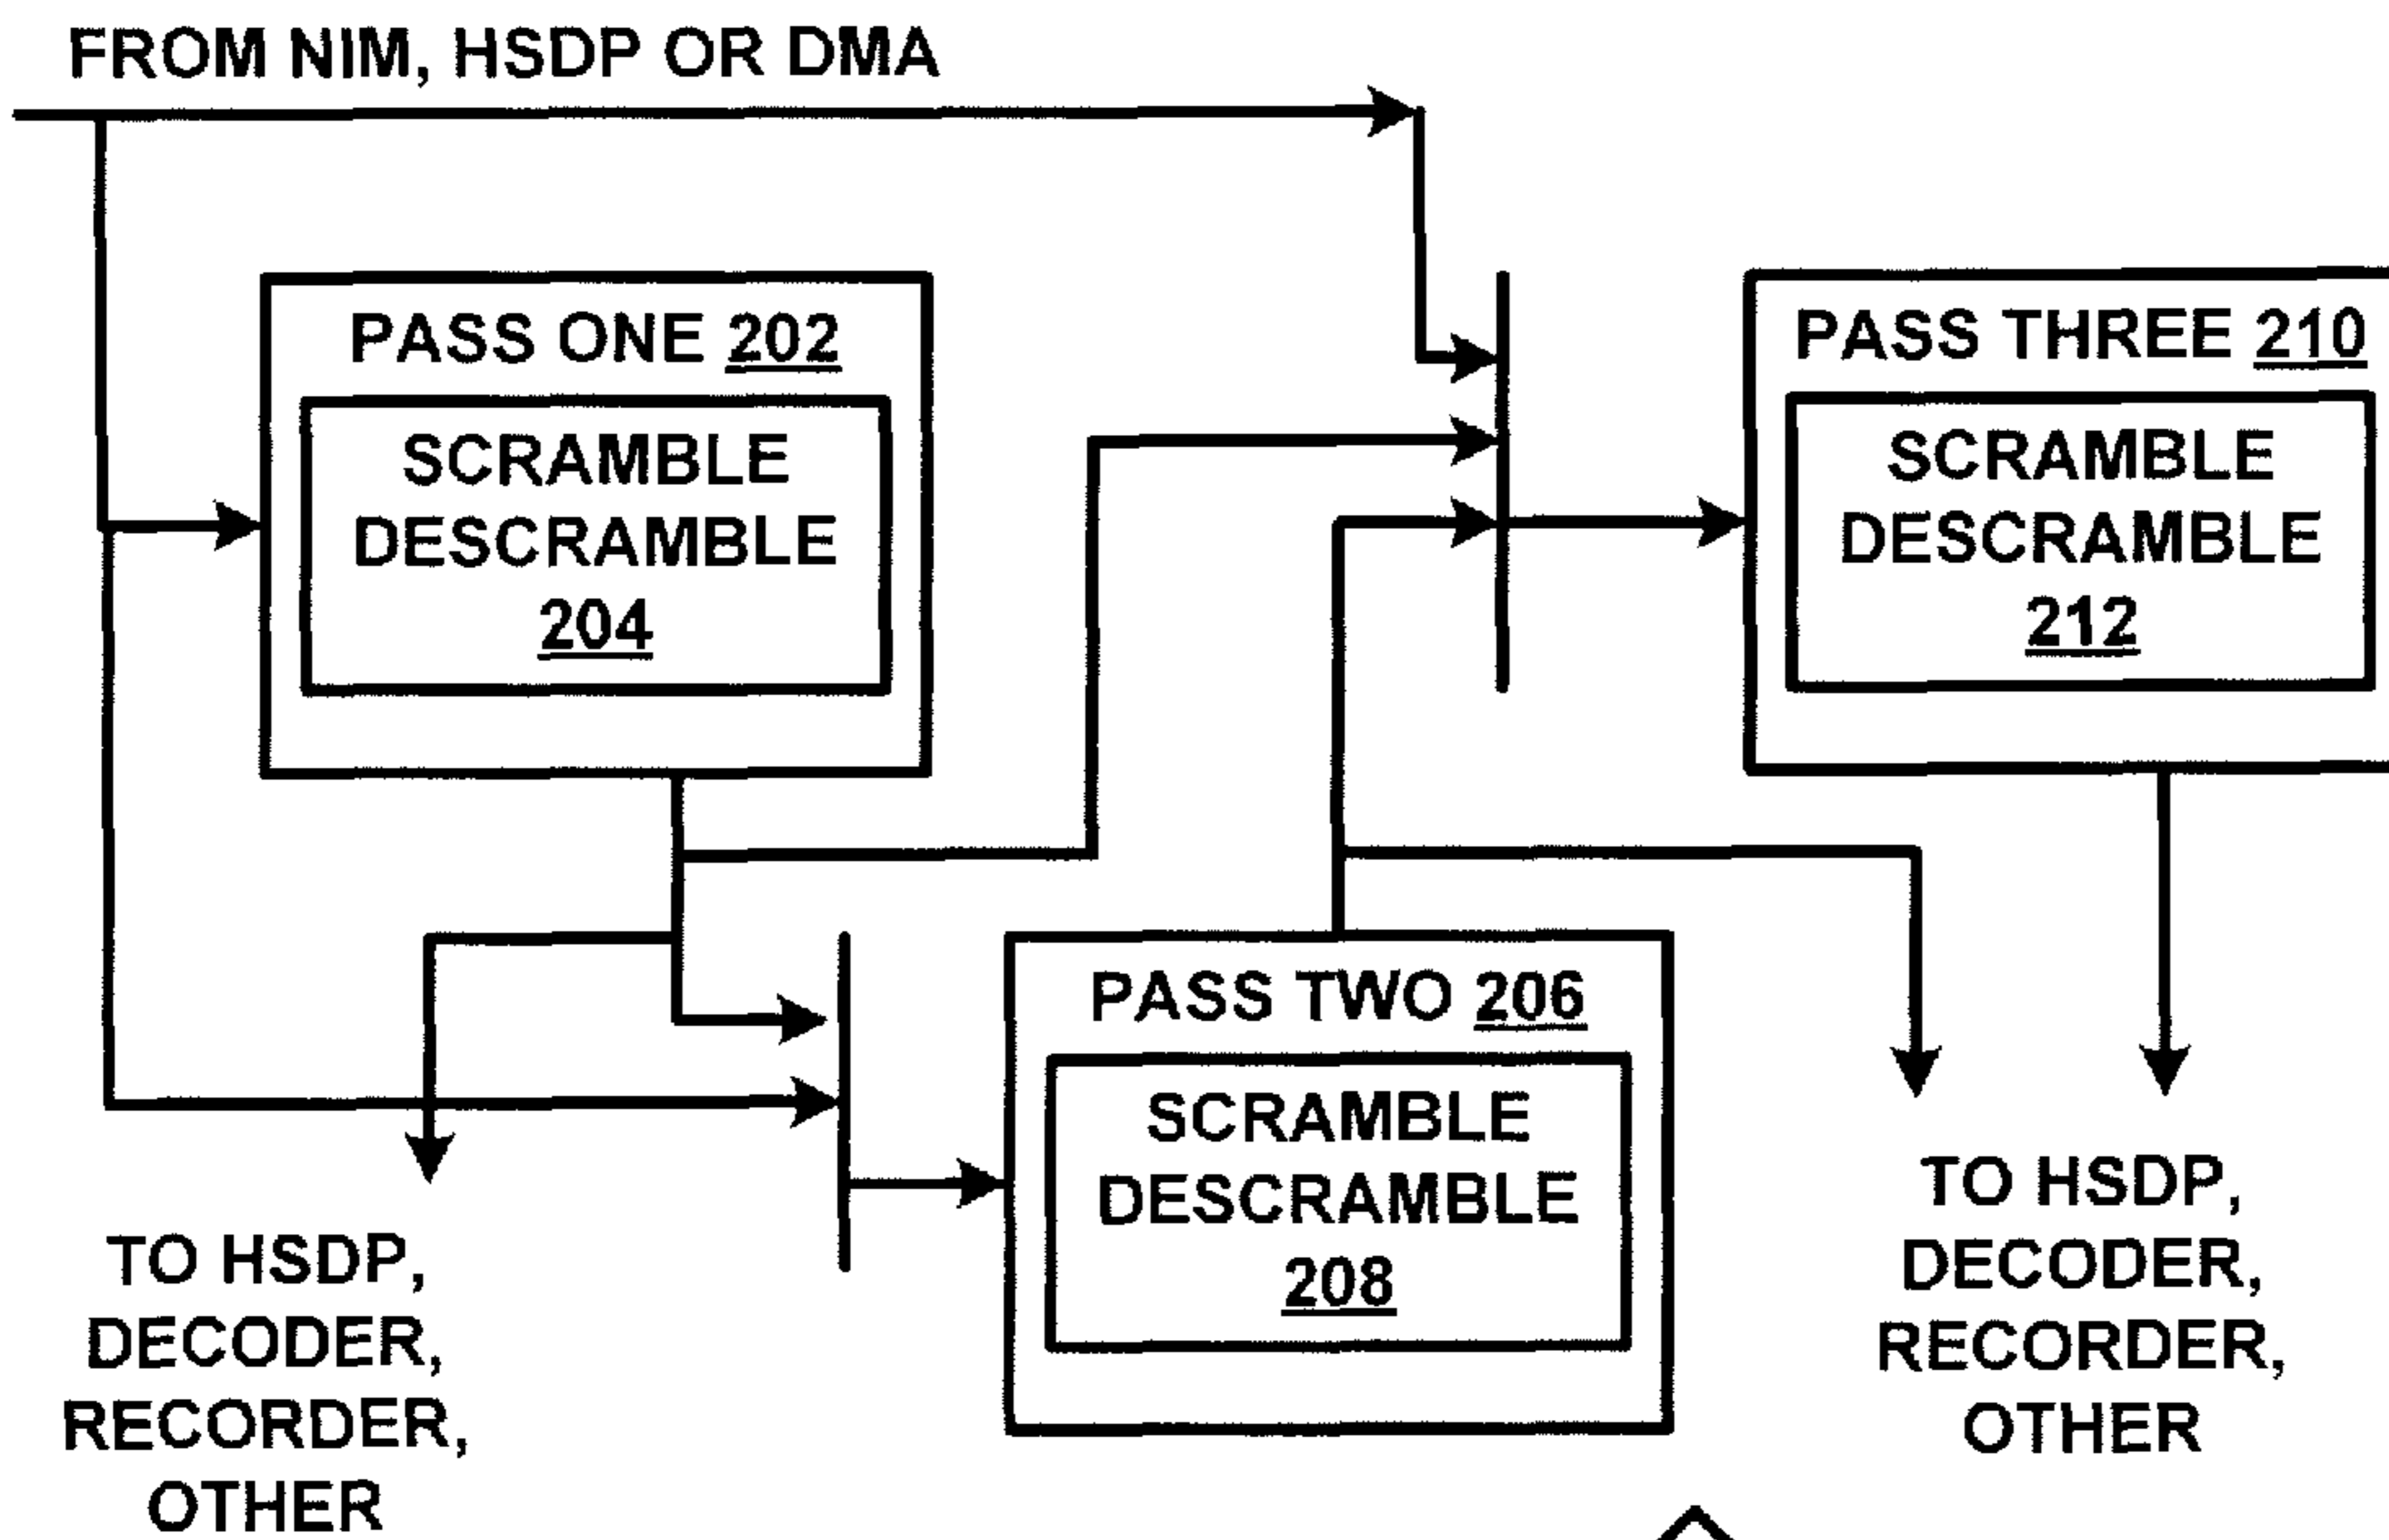 FROM NIM, HSDP OR DMA
PASS ONE 202
SCRAMBLE
DESCRAMBLE
204
PASS THREE 210
SCRAMBLE
DESCRAMBLE
212
PASS TWO 206
SCRAMBLE
DESCRAMBLE
208
TO HSDP,
DECODER,
RECORDER,
OTHER
TO HSDP,
DECODER,
RECORDER,
OTHER